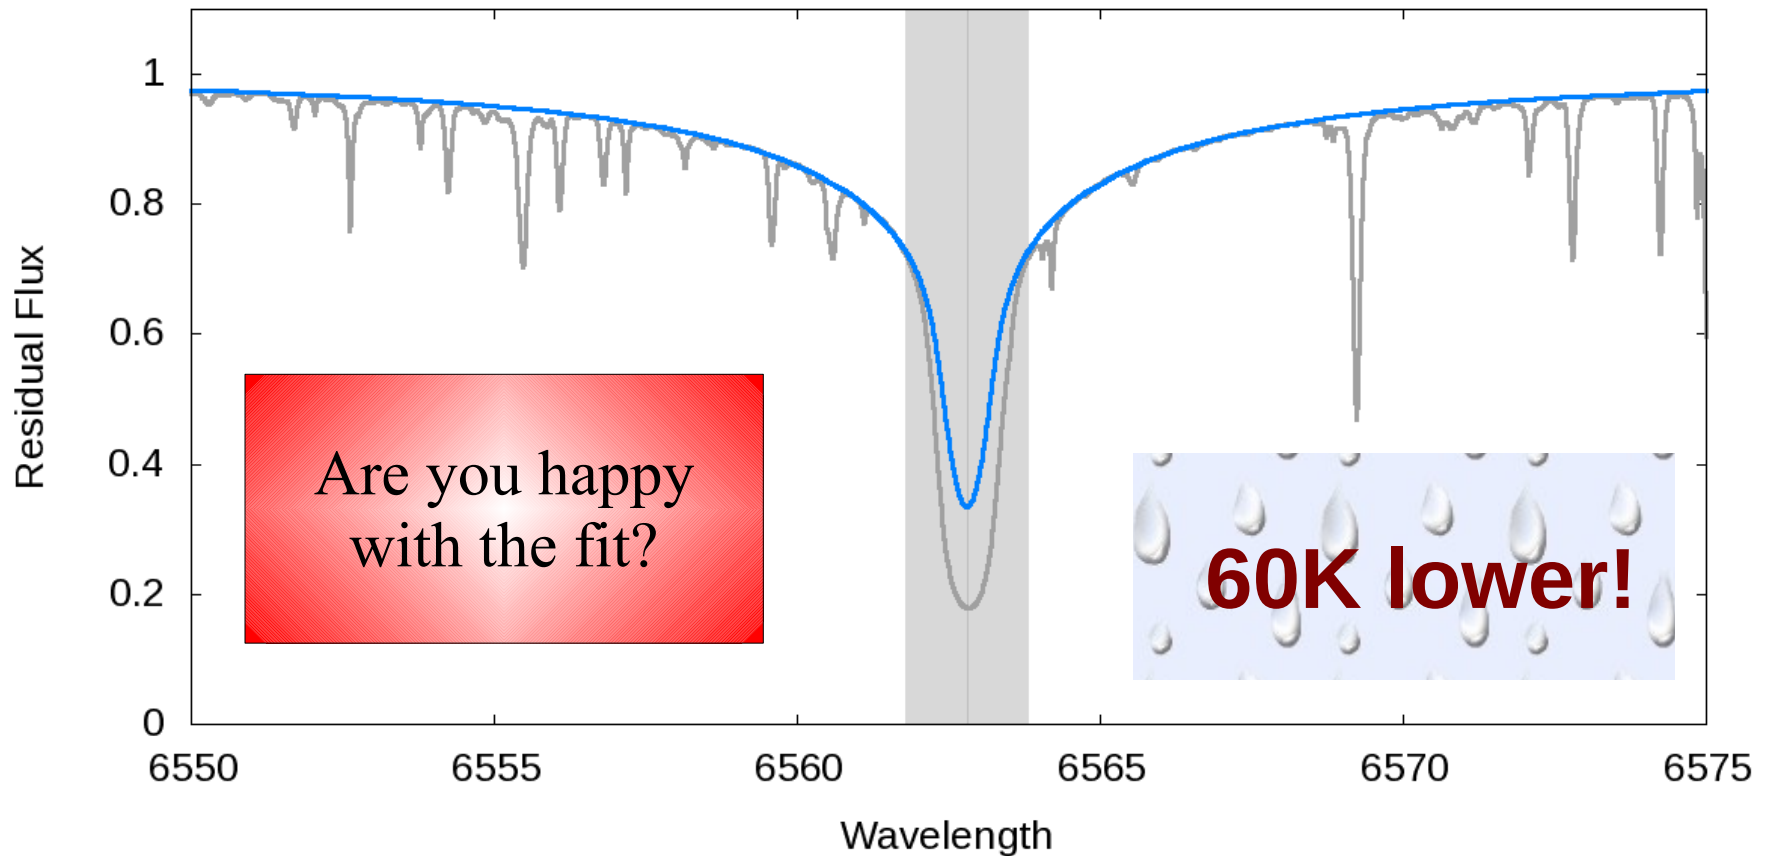 Residual Flux
1
0.8
0.6
0.4
0.2
0
Are you happy
with the fit?
60K lower!
6550 6555 6560 6565 6570 6575
Wavelength